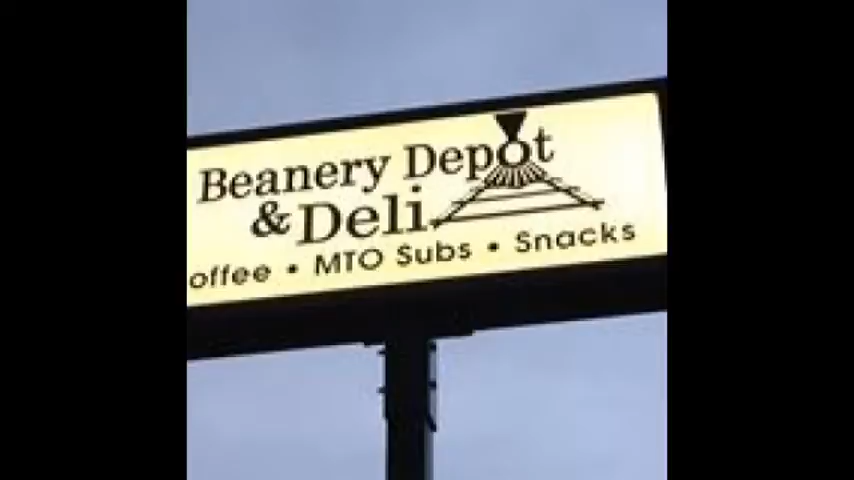 Beanery Depot
& Deli
offee • MTO Subs • Snacks